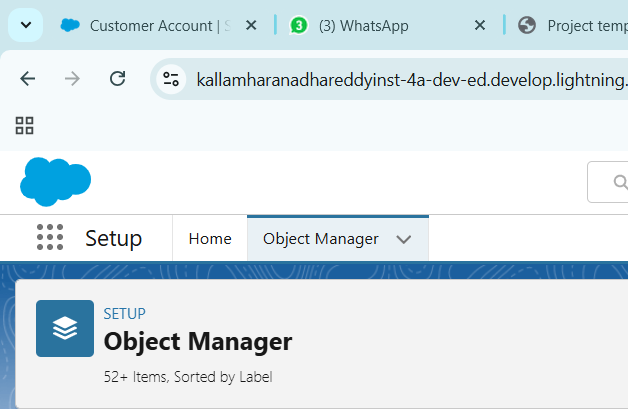 Customer Account |
(3) WhatsApp
Project temp
kallamharanadhareddyinst-4a-dev-ed.develop.lightning.
Setup
Home
Object Manager
SETUP
Object Manager
52+ Items, Sorted by Label